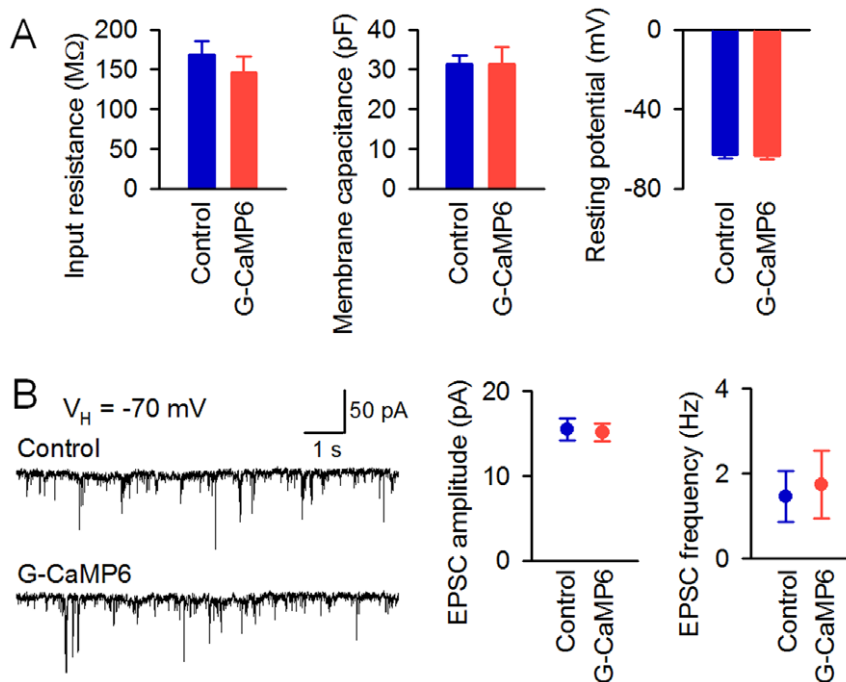 A
Input resistance (MΩ)
200
150
100
50
0
Control
G-CaMP6
Membrane capacitance (pF)
40
30
20
10
0
Control
G-CaMP6
Resting potential (mV)
0
-40
-80
Control
G-CaMP6
B
V_H = -70 mV
50 pA
1 s
Control
G-CaMP6
EPSC amplitude (pA)
20
10
0
Control
G-CaMP6
EPSC frequency (Hz)
4
2
0
Control
G-CaMP6